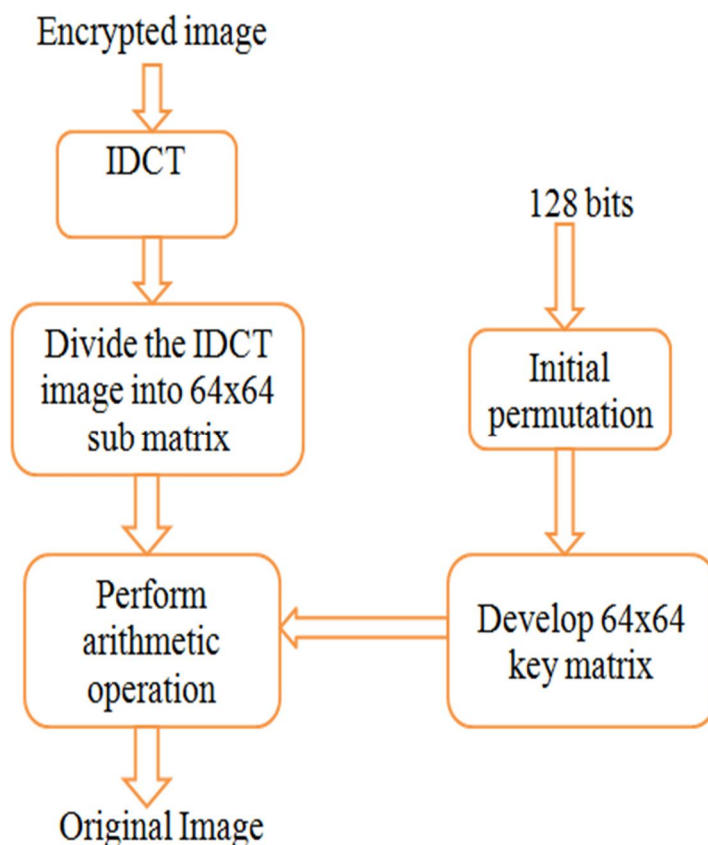 Encrypted image
IDCT
Divide the IDCT
image into 64x64
sub matrix
Perform
arithmetic
operation
Original Image
128 bits
Initial
permutation
Develop 64x64
key matrix